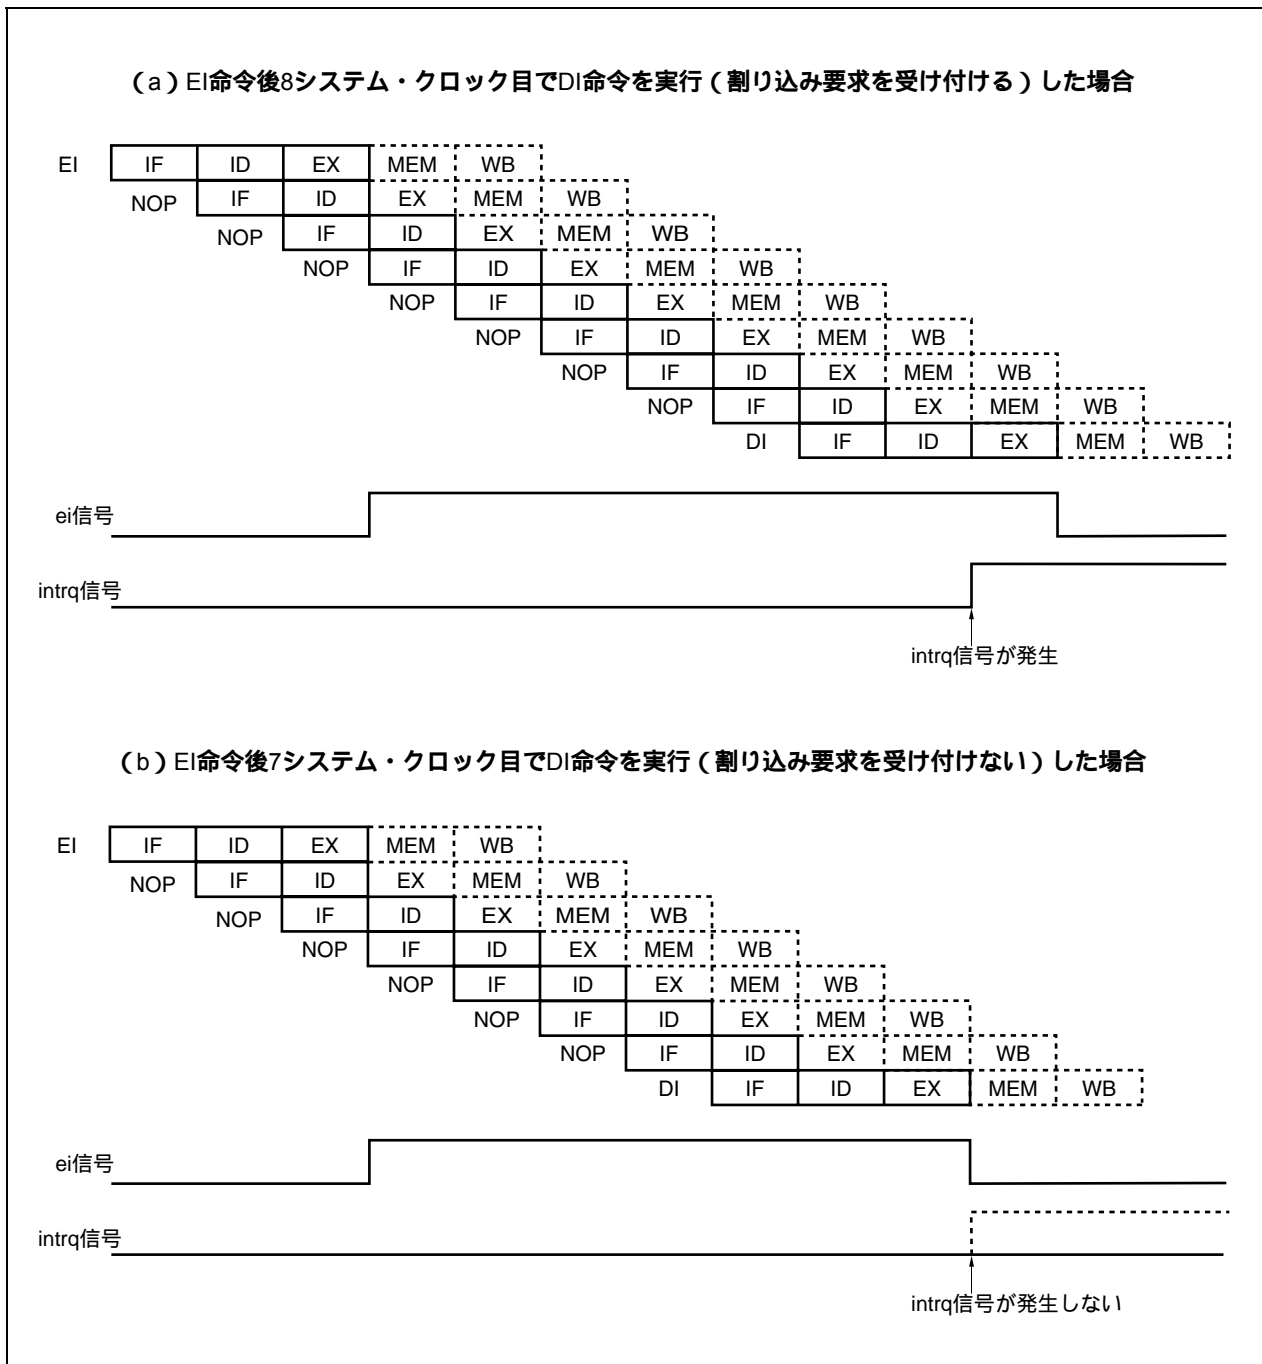 （a）EI命令後8システム・クロック目でDI命令を実行（割り込み要求を受け付ける）した場合
EI IF ID EX MEM WB
NOP IF ID EX MEM WB
NOP IF ID EX MEM WB
NOP IF ID EX MEM WB
NOP IF ID EX MEM WB
NOP IF ID EX MEM WB
NOP IF ID EX MEM WB
NOP IF ID EX MEM WB
DI IF ID EX MEM WB
ei信号
intrq信号
intrq信号が発生
（b）EI命令後7システム・クロック目でDI命令を実行（割り込み要求を受け付けない）した場合
EI IF ID EX MEM WB
NOP IF ID EX MEM WB
NOP IF ID EX MEM WB
NOP IF ID EX MEM WB
NOP IF ID EX MEM WB
NOP IF ID EX MEM WB
NOP IF ID EX MEM WB
DI IF ID EX MEM WB
ei信号
intrq信号
intrq信号が発生しない